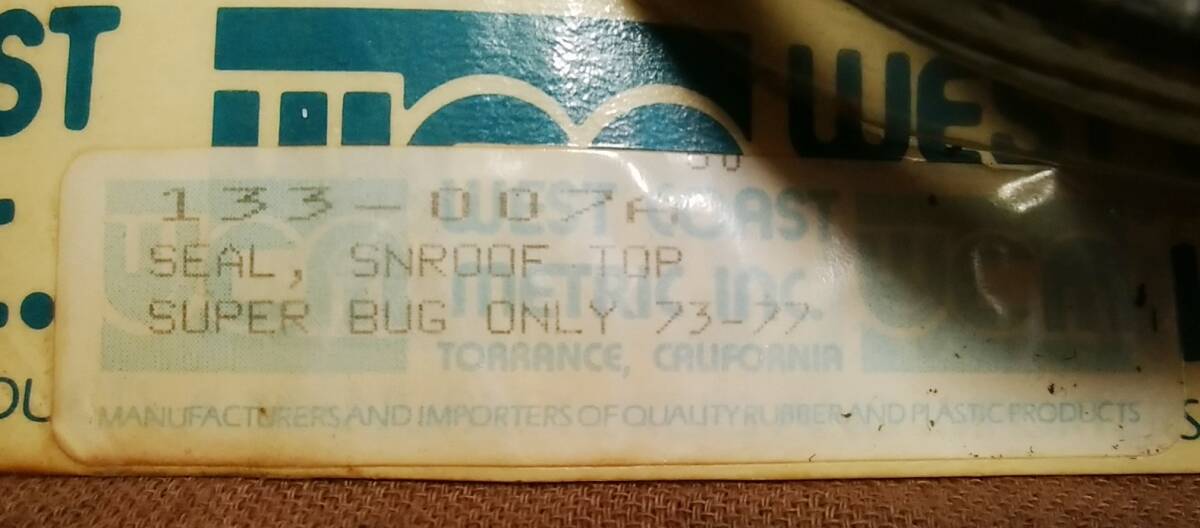 ST
WEST
133-007A
WEST COAST
SEAL, SNROOF TOP
METRIC INC.
SUPER BUG ONLY 73-77
TORRANCE, CALIFORNIA
MANUFACTURERS AND IMPORTERS OF QUALITY RUBBER AND PLASTIC PRODUCTS